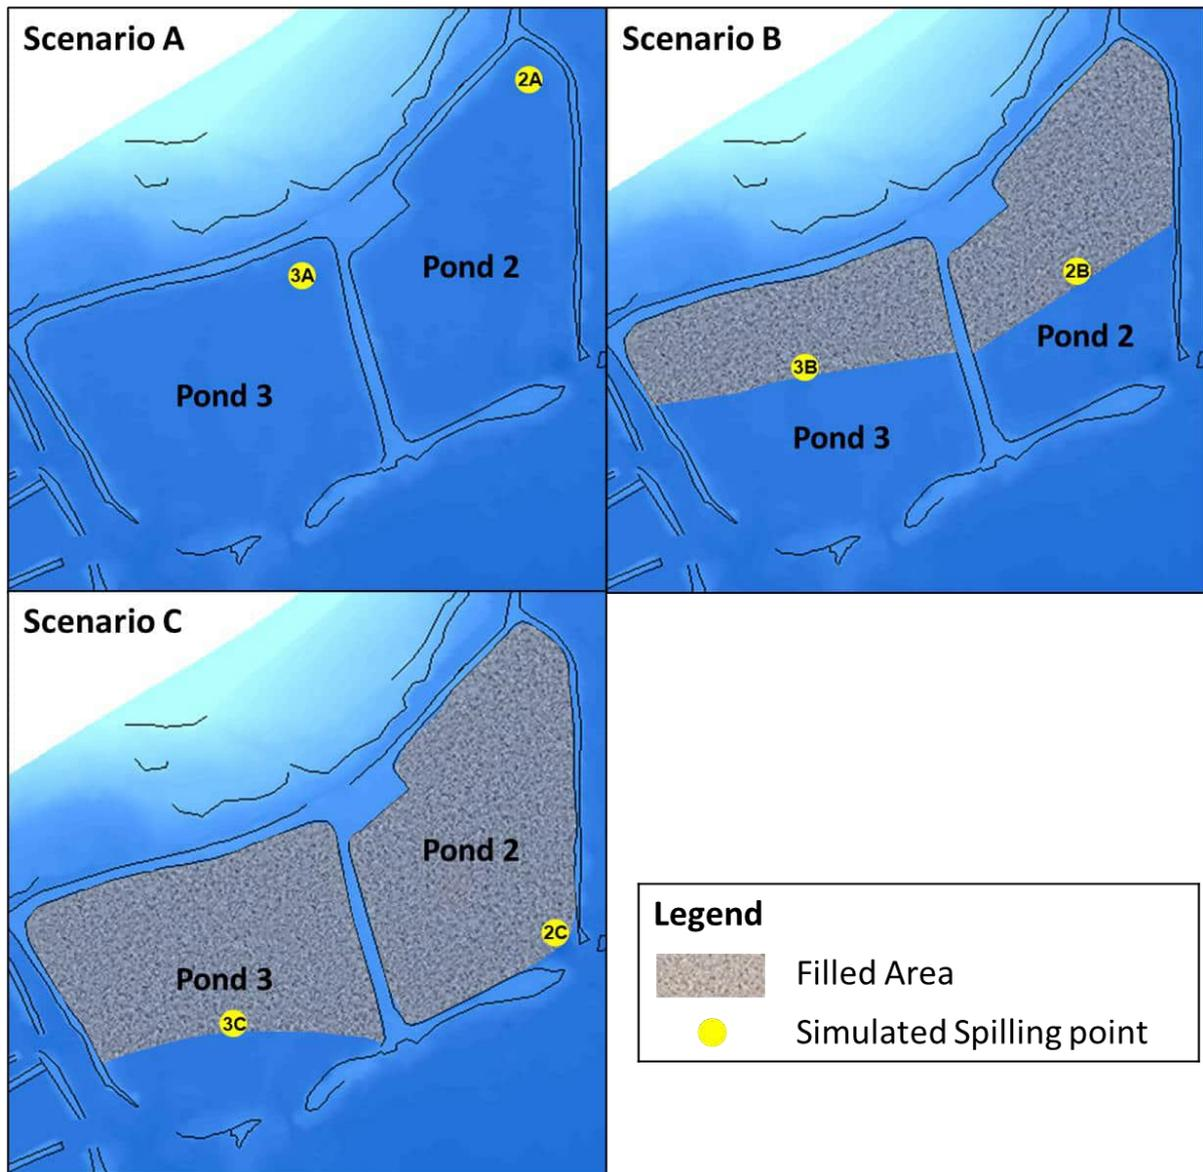 Scenario A
2A
3A
Pond 2
Pond 3
Scenario B
2B
3B
Pond 2
Pond 3
Scenario C
Pond 2
2C
Pond 3
3C
Legend
Filled Area
Simulated Spilling point